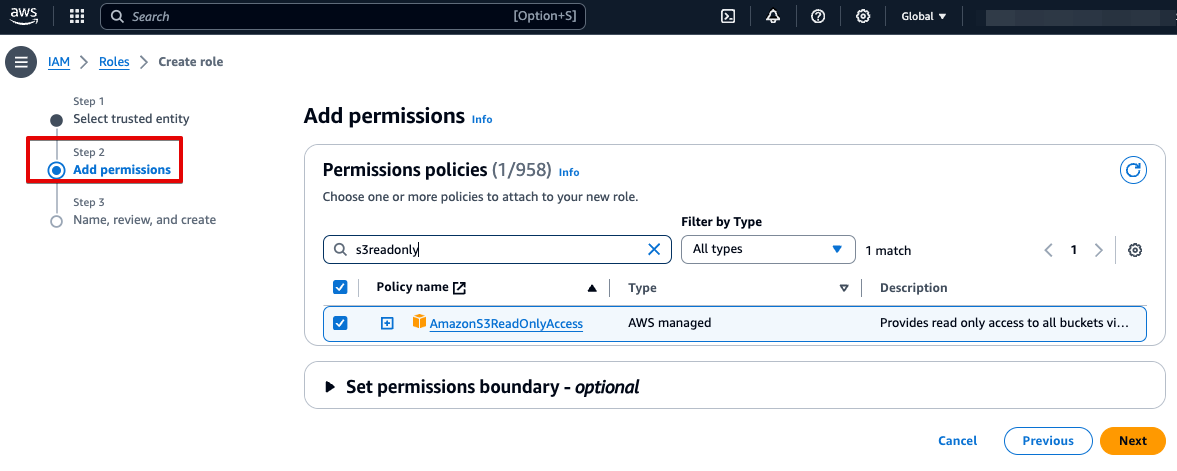 aws Search [Option+S] Global
IAM Roles Create role
Step 1
Select trusted entity
Step 2
Add permissions
Step 3
Name, review, and create
Add permissions Info
Permissions policies (1/958) Info
Choose one or more policies to attach to your new role.
Filter by Type
s3readonly All types 1 match 1
Policy name Type Description
AmazonS3ReadOnlyAccess AWS managed Provides read only access to all buckets vi...
Set permissions boundary - optional
Cancel Previous Next